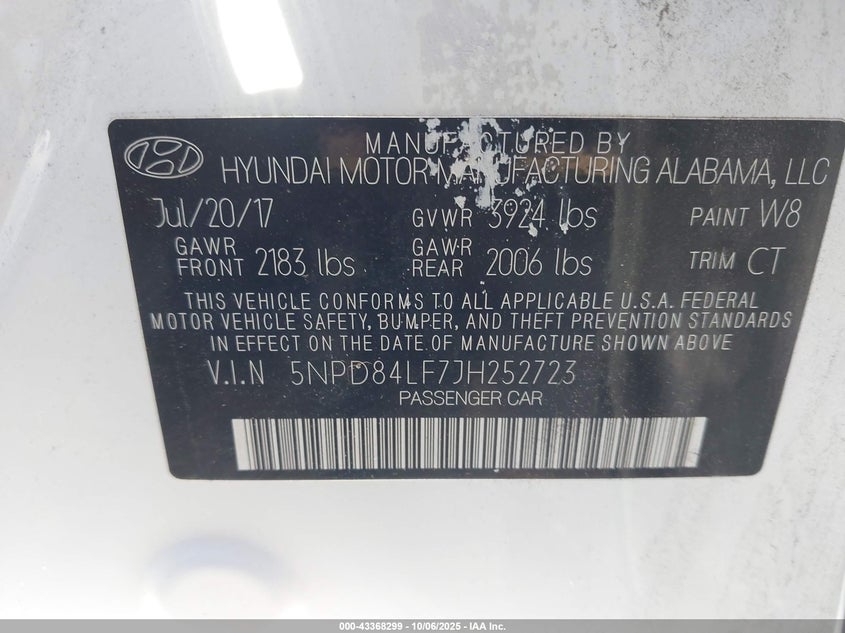 MANUFACTURED BY
HYUNDAI MOTOR MANUFACTURING ALABAMA, LLC
Jul/20/17 GVWR 3924 lbs PAINT W8
GAWR FRONT 2183 lbs GAWR REAR 2006 lbs TRIM CT
THIS VEHICLE CONFORMS TO ALL APPLICABLE U.S.A. FEDERAL
MOTOR VEHICLE SAFETY, BUMPER, AND THEFT PREVENTION STANDARDS
IN EFFECT ON THE DATE OF MANUFACTURE SHOWN ABOVE
V.I.N 5NPD84LF7JH252723
PASSENGER CAR
000-43368299 - 10/06/2025 - IAA Inc.